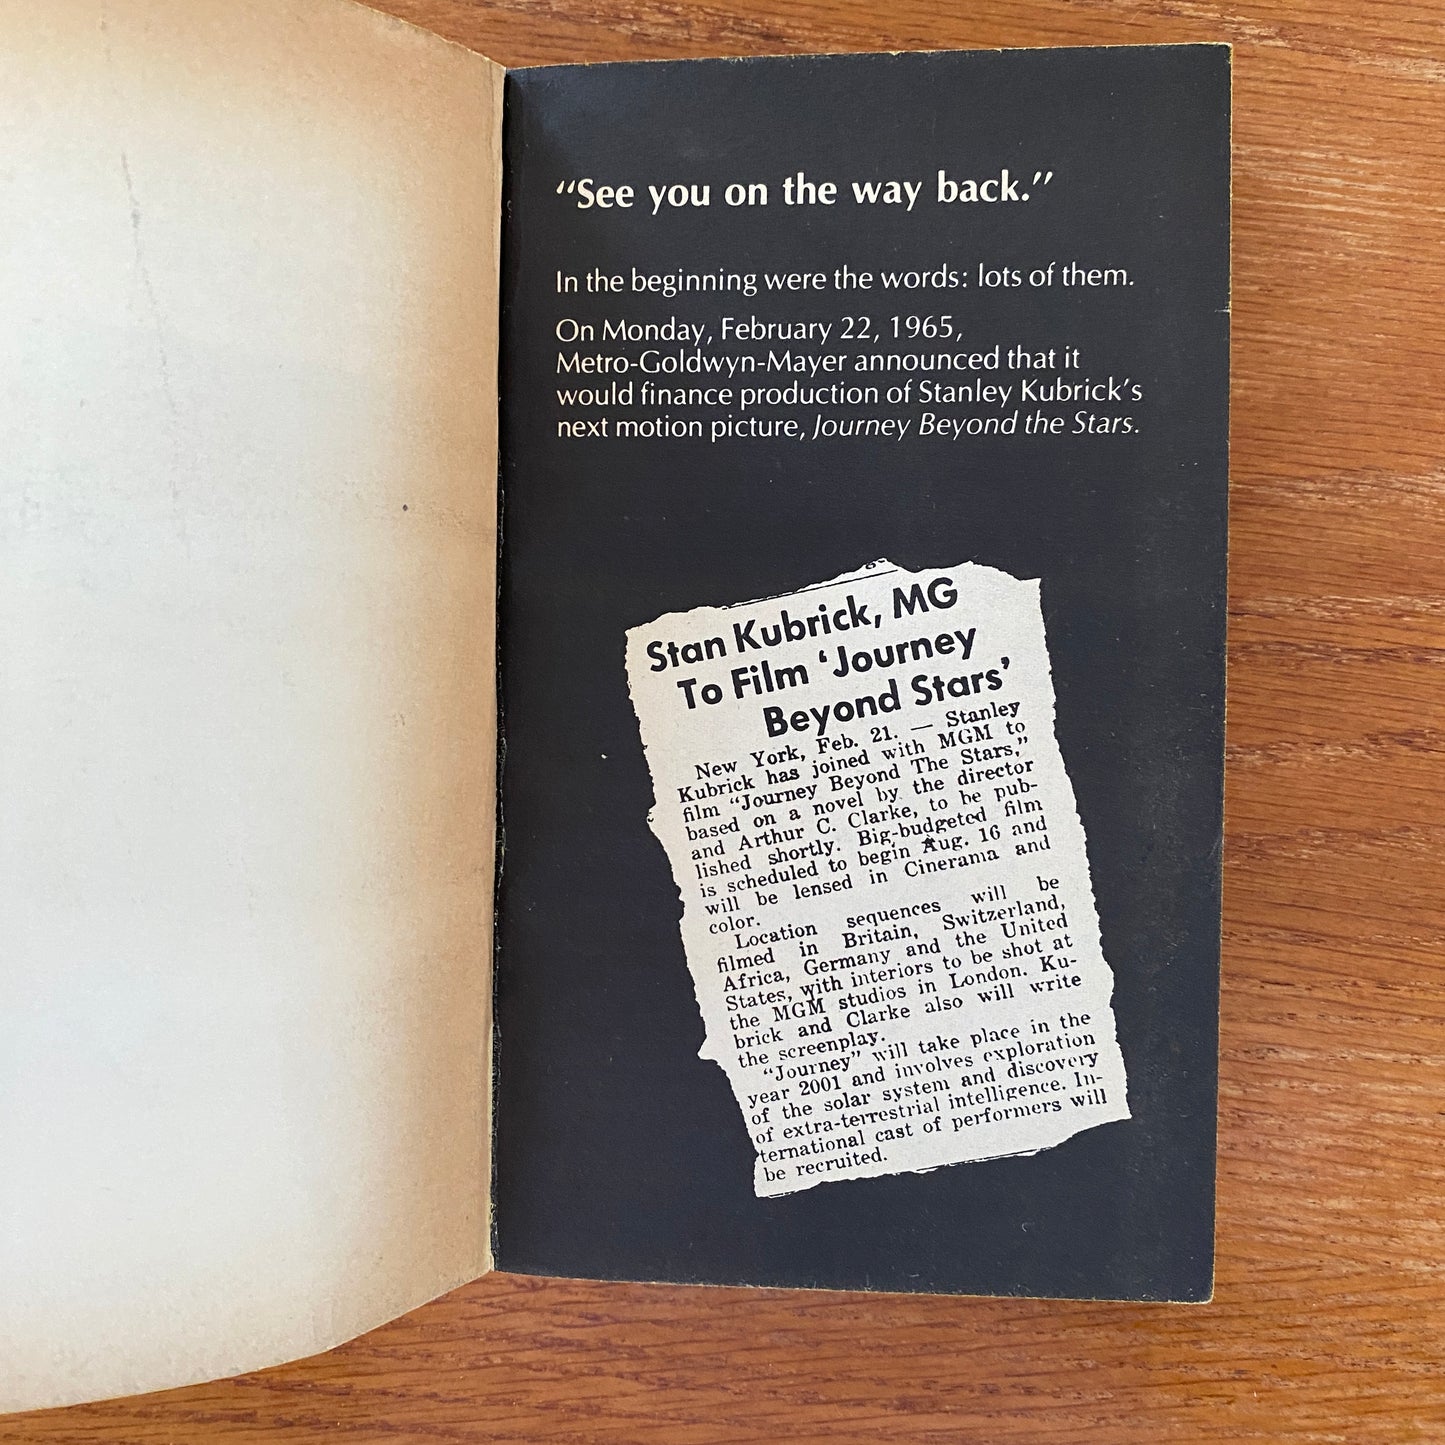 “See you on the way back.”
In the beginning were the words: lots of them.
On Monday, February 22, 1965,
Metro-Goldwyn-Mayer announced that it
would finance production of Stanley Kubrick’s
next motion picture, Journey Beyond the Stars.
Stan Kubrick, MG
To Film ‘Journey
Beyond Stars’
New York, Feb. 21. — Stanley
Kubrick has joined with MGM to
film “Journey Beyond The Stars,”
based on a novel by the director
and Arthur C. Clarke, to be pub-
lished shortly. Big-budgeted film
is scheduled to begin Aug. 16 and
will be lensed in Cinerama and
color.
Location sequences will be
filmed in Britain, Switzerland,
Africa, Germany and the United
States, with interiors to be shot at
the MGM studios in London. Ku-
brick and Clarke also will write
the screenplay.
“Journey” will take place in the
year 2001 and involves exploration
of the solar system and discovery
of extra-terrestrial intelligence. In-
ternational cast of performers will
be recruited.